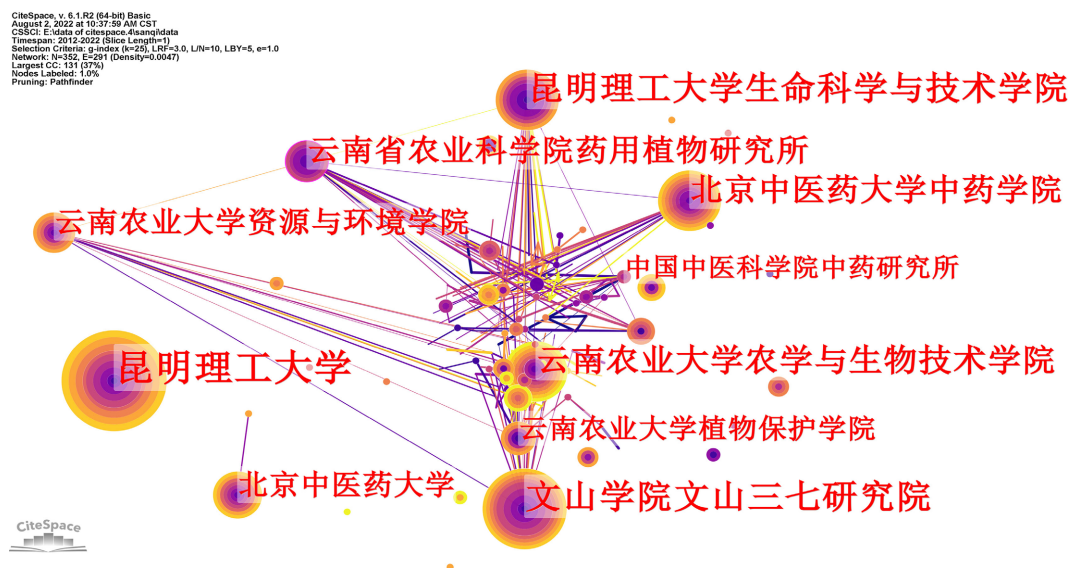 CiteSpace, v. 6.1.R2 (64-bit) Basic
August 2, 2022 at 10:37:59 AM CST
CSSCI: E:\data of citespace.4\sanqi\data
Timespan: 2012-2022 (Slice Length=1)
Selection Criteria: g-index (k=25), LRF=3.0, L/N=10, LBY=5, e=1.0
Network: N=352, E=291 (Density=0.0047)
Largest CC: 131 (37%)
Nodes Labeled: 1.0%
Pruning: Pathfinder
昆明理工大学生命科学与技术学院
云南省农业科学院药用植物研究所
北京中医药大学中药学院
云南农业大学资源与环境学院
中国中医科学院中药研究所
云南农业大学农学与生物技术学院
昆明理工大学
云南农业大学植物保护学院
北京中医药大学
文山学院文山三七研究院
CiteSpace